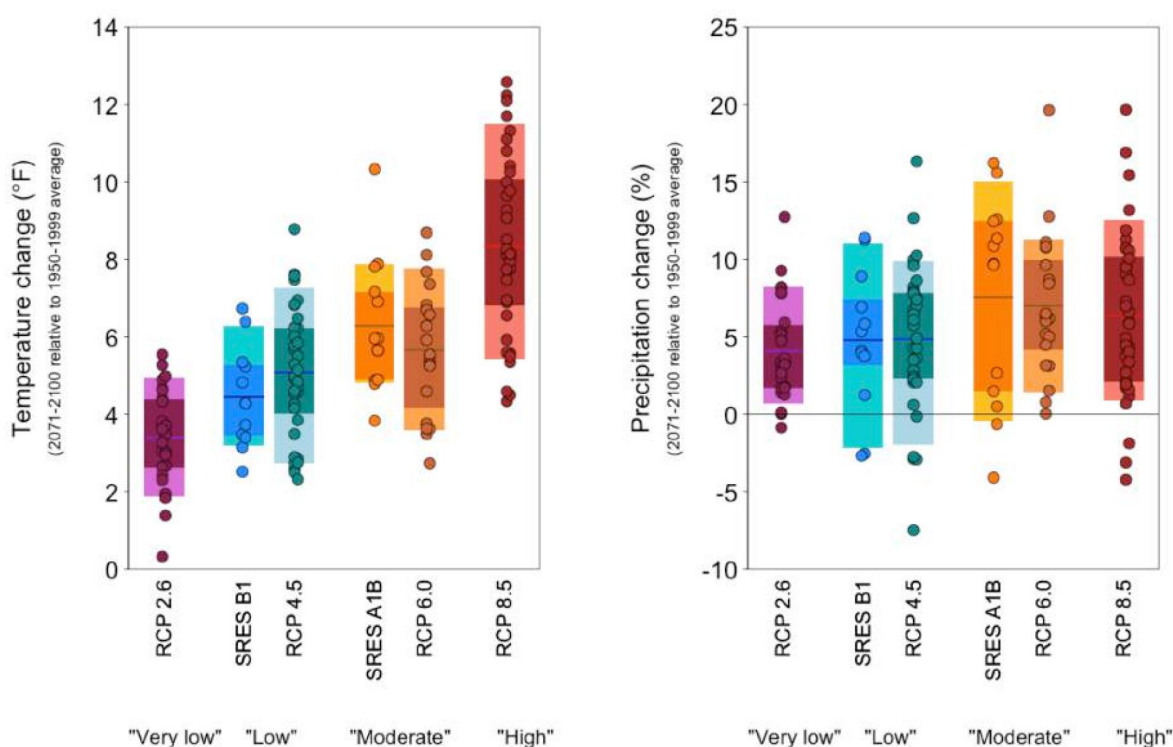 14
12
10
8
6
4
2
0
Temperature change (°F)
(2071-2100 relative to 1950-1999 average)
RCP 2.6
SRES B1
RCP 4.5
SRES A1B
RCP 6.0
RCP 8.5
"Very low" "Low" "Moderate" "High"
25
20
15
10
5
0
-5
-10
Precipitation change (%)
(2071-2100 relative to 1950-1999 average)
RCP 2.6
SRES B1
RCP 4.5
SRES A1B
RCP 6.0
RCP 8.5
"Very low" "Low" "Moderate" "High"